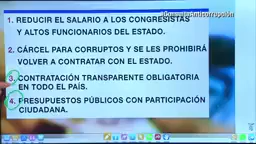 #ConsultaAnticorrupción
1. REDUCIR EL SALARIO A LOS CONGRESISTAS
Y ALTOS FUNCIONARIOS DEL ESTADO.
2. CÁRCEL PARA CORRUPTOS Y SE LES PROHIBIRÁ
VOLVER A CONTRATAR CON EL ESTADO.
3. CONTRATACIÓN TRANSPARENTE OBLIGATORIA
EN TODO EL PAÍS.
4. PRESUPUESTOS PÚBLICOS CON PARTICIPACIÓN
CIUDADANA.